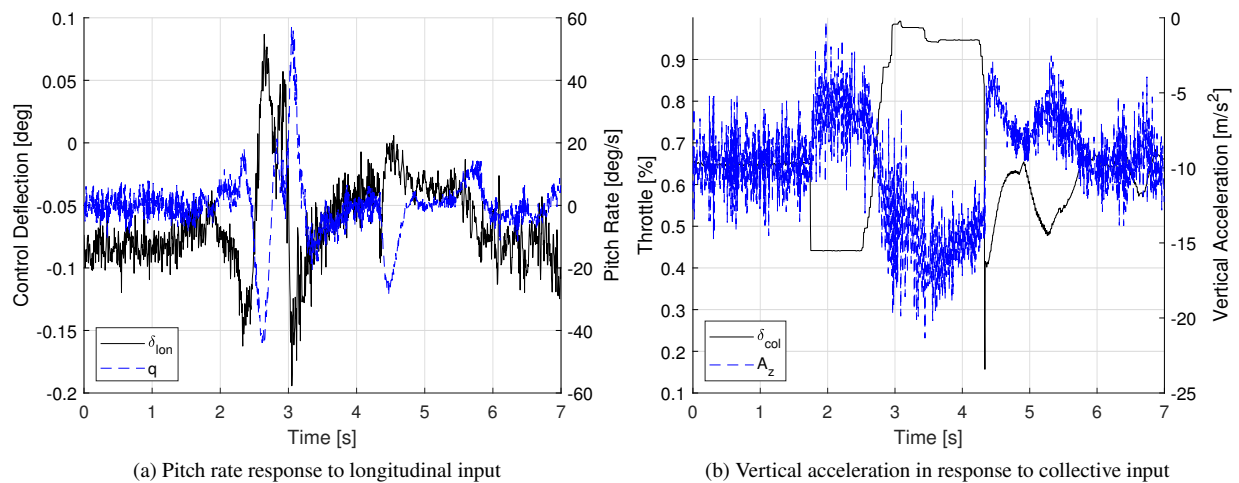 0.1
0.05
0
-0.05
-0.1
-0.15
-0.2
Control Deflection [deg]
60
40
20
0
-20
-40
-60
Pitch Rate [deg/s]
δlon
q
0 1 2 3 4 5 6 7
Time [s]
(a) Pitch rate response to longitudinal input
0.9
0.8
0.7
0.6
0.5
0.4
0.3
0.2
0.1
Throttle [.%]
0
-5
-10
-15
-20
-25
Vertical Acceleration [m/s²]
δcol
Az
0 1 2 3 4 5 6 7
Time [s]
(b) Vertical acceleration in response to collective input